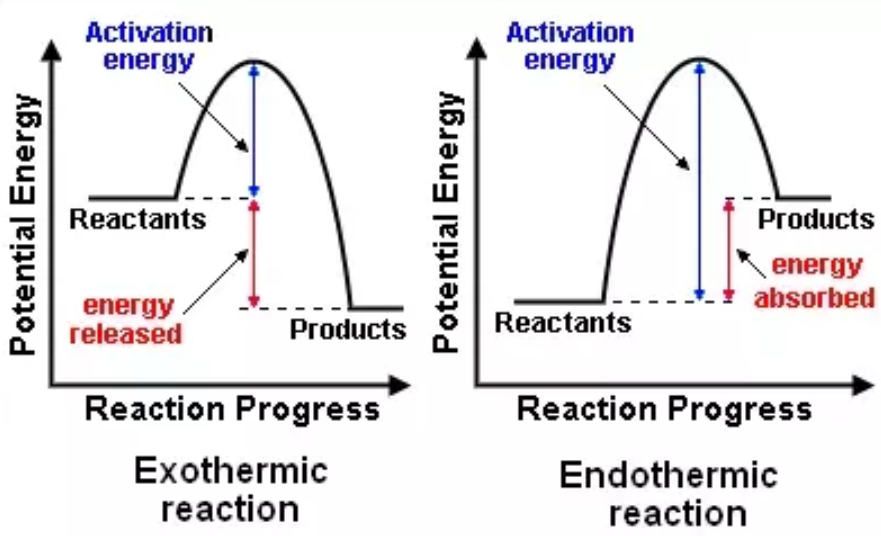 Activation
energy
Potential Energy
Reactants
energy
released
Products
Reaction Progress
Exothermic
reaction
Activation
energy
Potential Energy
Products
energy
absorbed
Reactants
Reaction Progress
Endothermic
reaction